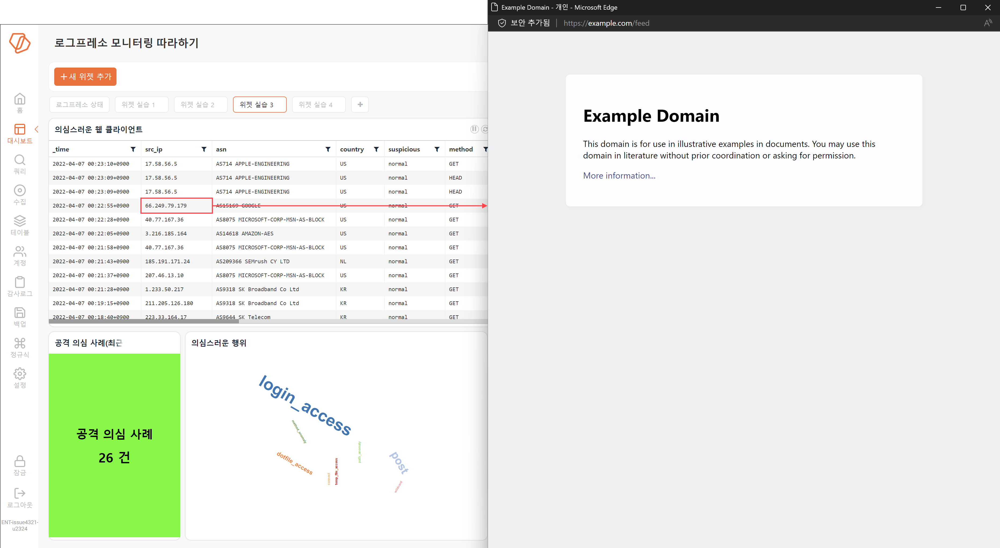 Example Domain - 개인 - Microsoft Edge
보안 추가됨 https://example.com/feed
로그프레소 모니터링 따라하기
+새 위젯 추가
로그프레소 상태 위젯 실습 1 위젯 실습 2 위젯 실습 3 위젯 실습 4 +
홈
대시보드
쿼리
수집
테이블
계정
감사로그
백업
정규식
설정
잠금
로그아웃
ENT-issue4321-
u2324
의심스러운 웹 클라이언트
_time src_ip asn country suspicious method
2022-04-07 00:23:10+0900 17.58.56.5 AS714 APPLE-ENGINEERING US normal GET
2022-04-07 00:23:09+0900 17.58.56.5 AS714 APPLE-ENGINEERING US normal HEAD
2022-04-07 00:23:09+0900 17.58.56.5 AS714 APPLE-ENGINEERING US normal HEAD
2022-04-07 00:22:55+0900 66.249.79.179 AS15169 GOOGLE US normal GET
2022-04-07 00:22:28+0900 40.77.167.36 AS8075 MICROSOFT-CORP-MSN-AS-BLOCK US normal GET
2022-04-07 00:22:05+0900 3.216.185.164 AS14618 AMAZON-AES US normal GET
2022-04-07 00:21:58+0900 40.77.167.36 AS8075 MICROSOFT-CORP-MSN-AS-BLOCK US normal GET
2022-04-07 00:21:43+0900 185.191.171.24 AS209366 SEMrush CY LTD NL normal GET
2022-04-07 00:21:37+0900 207.46.13.10 AS8075 MICROSOFT-CORP-MSN-AS-BLOCK US normal GET
2022-04-07 00:21:28+0900 1.233.50.217 AS9318 SK Broadband Co Ltd KR normal GET
2022-04-07 00:19:15+0900 211.205.126.180 AS9318 SK Broadband Co Ltd KR normal GET
2022-04-07 00:18:40+0900 223.33.164.17 AS9644 SK Telecom KR normal GET
공격 의심 사례(최근
공격 의심 사례
26 건
의심스러운 행위
login_access
method_anomaly
path_anomaly
dotfile_access
post
temp_file_access
connect
wildcard
Example Domain
This domain is for use in illustrative examples in documents. You may use this
domain in literature without prior coordination or asking for permission.
More information...